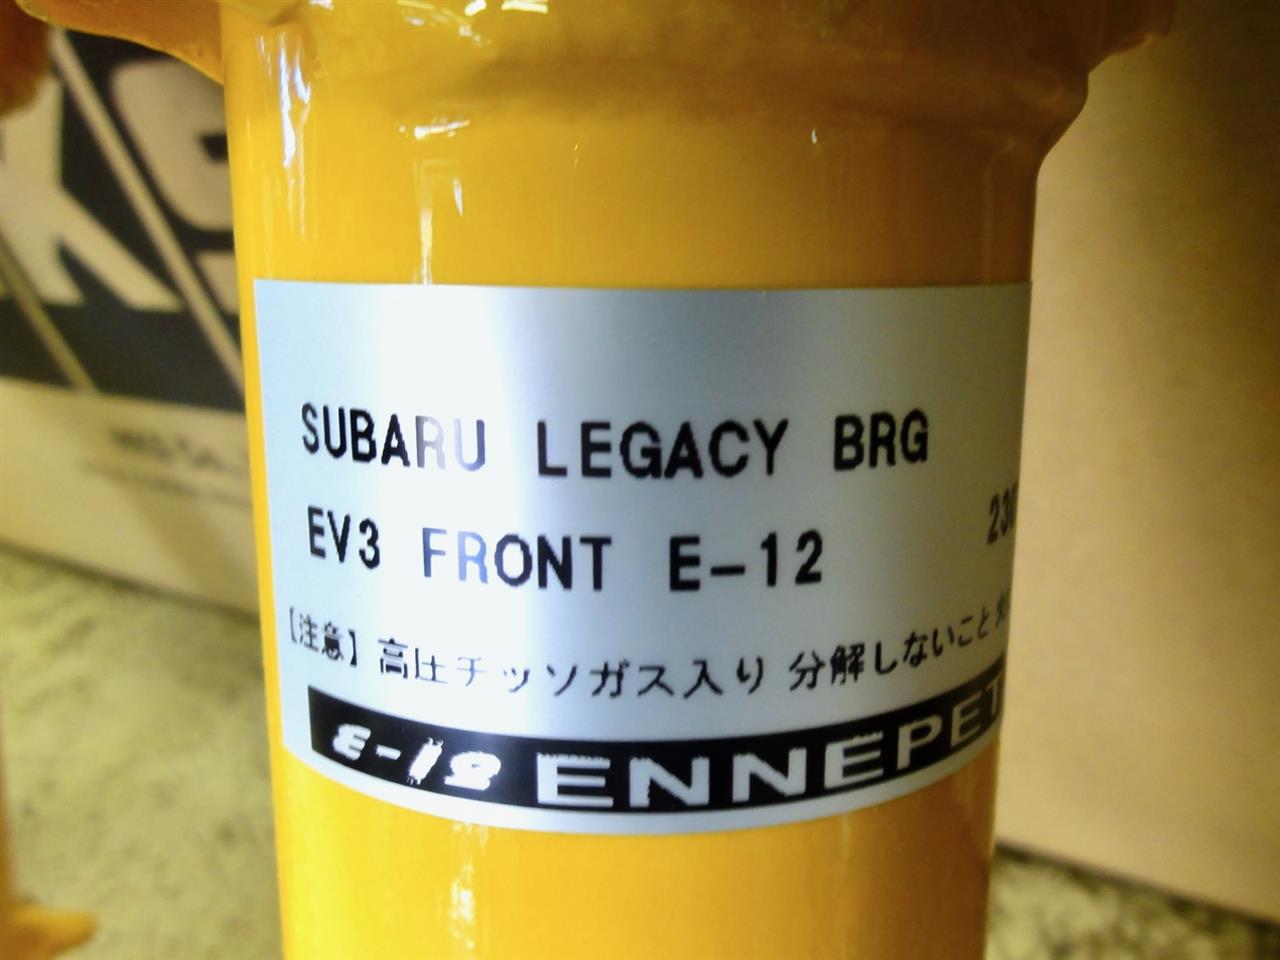 SUBARU LEGACY BRG
EV3 FRONT E-12
【注意】高圧チッソガス入り 分解しないこと
E-12 ENNEPET